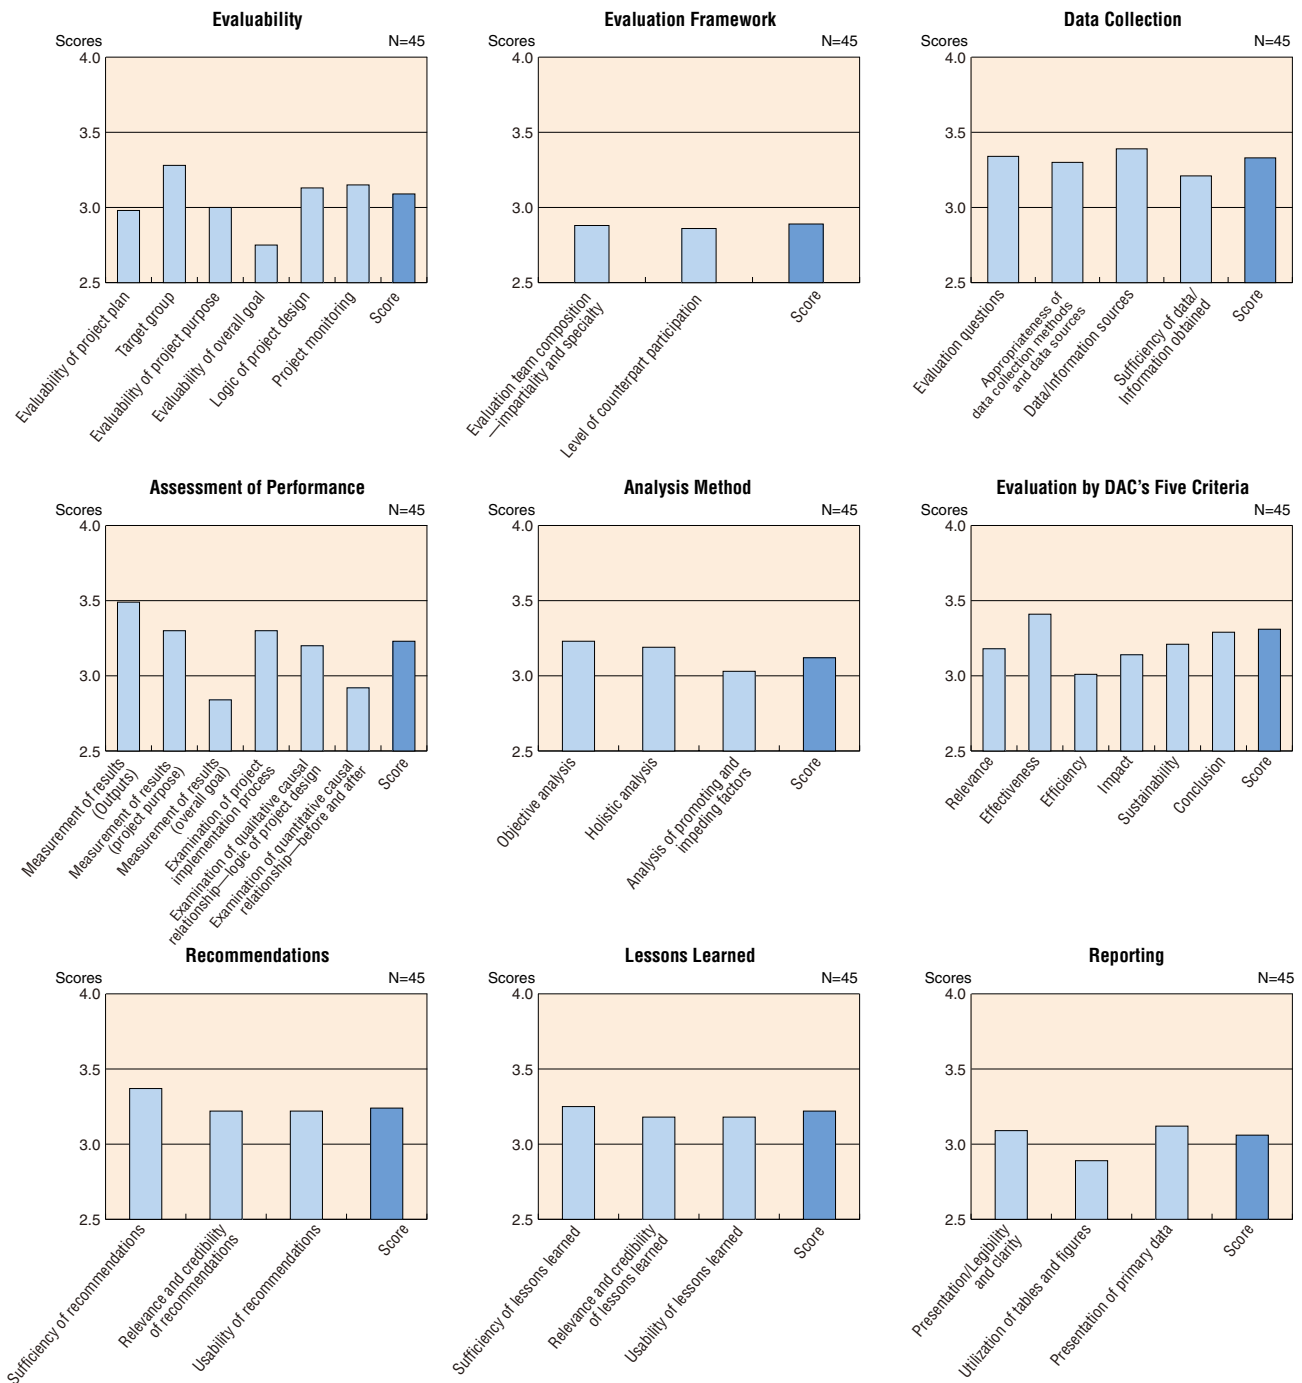 Evaluability
Scores
N=45
4.0
3.5
3.0
2.5
Evaluability of project plan
Target group
Evaluability of project purpose
Evaluability of overall goal
Logic of project design
Project monitoring
Score
Evaluation Framework
Scores
N=45
4.0
3.5
3.0
2.5
Evaluation team composition
—impartiality and specialty
Level of counterpart participation
Score
Data Collection
Scores
N=45
4.0
3.5
3.0
2.5
Evaluation questions
Appropriateness of
data collection methods
and data sources
Data/Information sources
Sufficiency of data/
Information obtained
Score
Assessment of Performance
Scores
N=45
4.0
3.5
3.0
2.5
Measurement of results
(Outputs)
Measurement of results
(project purpose)
Measurement of results
(overall goal)
Examination of project
implementation process
Examination of qualitative causal
relationship—logic of project design
Examination of quantitative causal
relationship—before and after
Score
Analysis Method
Scores
N=45
4.0
3.5
3.0
2.5
Objective analysis
Holistic analysis
Analysis of promoting and
impeding factors
Score
Evaluation by DAC's Five Criteria
Scores
N=45
4.0
3.5
3.0
2.5
Relevance
Effectiveness
Efficiency
Impact
Sustainability
Conclusion
Score
Recommendations
Scores
N=45
4.0
3.5
3.0
2.5
Sufficiency of recommendations
Relevance and credibility
of recommendations
Usability of recommendations
Score
Lessons Learned
Scores
N=45
4.0
3.5
3.0
2.5
Sufficiency of lessons learned
Relevance and credibility
of lessons learned
Usability of lessons learned
Score
Reporting
Scores
N=45
4.0
3.5
3.0
2.5
Presentation/Legibility
and clarity
Utilization of tables and figures
Presentation of primary data
Score